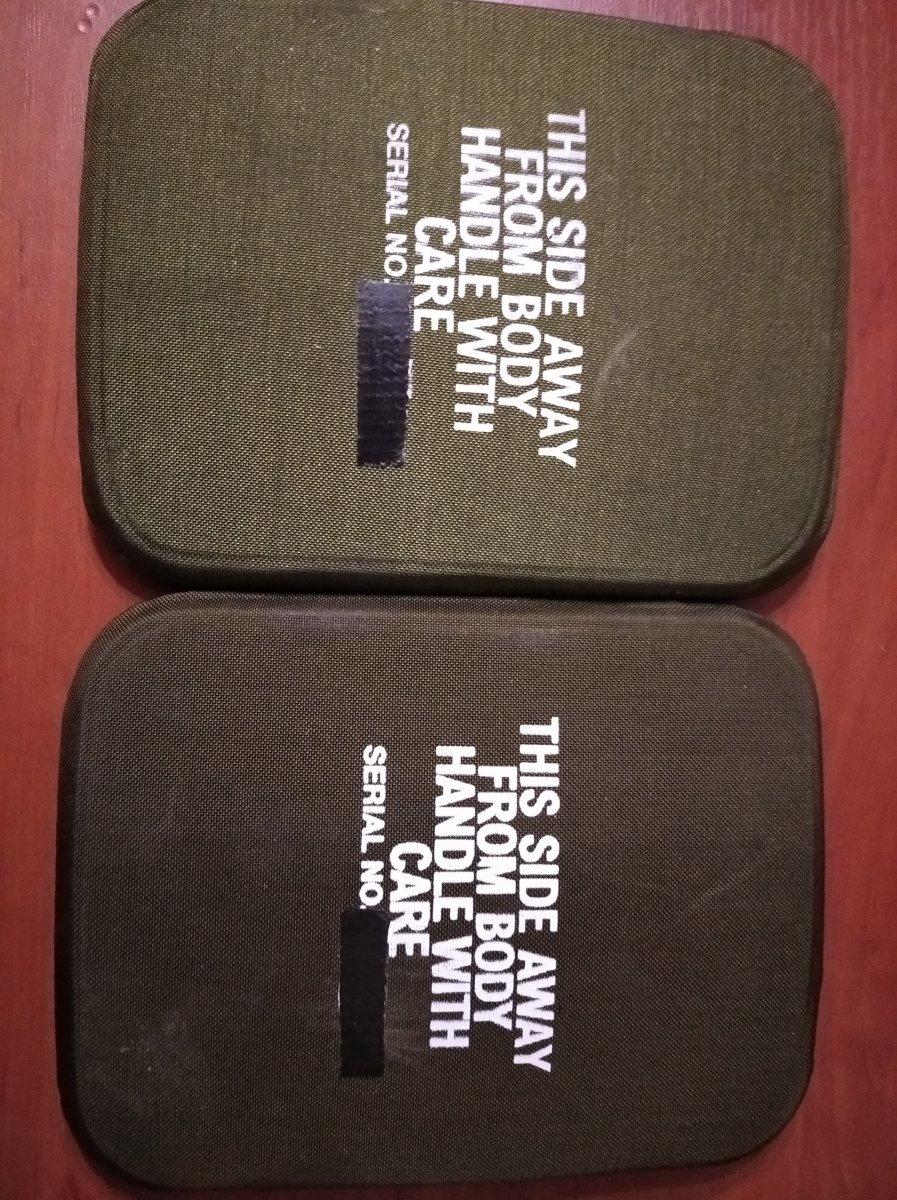 THIS SIDE AWAY
FROM BODY
HANDLE WITH
CARE
SERIAL NO.
THIS SIDE AWAY
FROM BODY
HANDLE WITH
CARE
SERIAL NO.